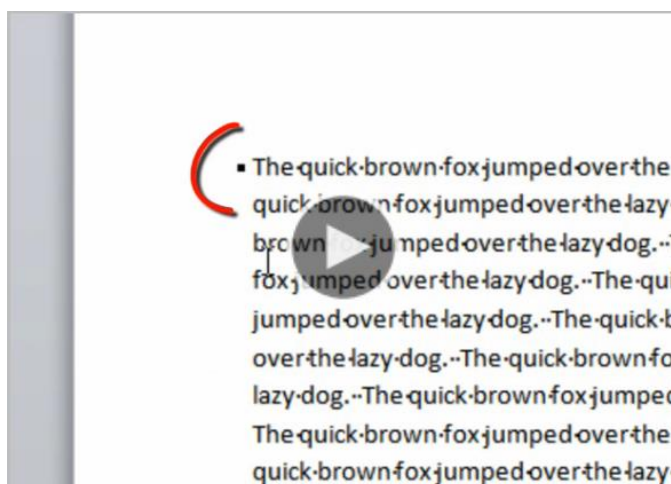 ▪ The·quick·brown·fox·jumped·over·the
quick·brown·fox·jumped·over·the·lazy·
brown·fox·jumped·over·the·lazy·dog.··T
fox·jumped·over·the·lazy·dog.··The·qui
jumped·over·the·lazy·dog.··The·quick·b
over·the·lazy·dog.··The·quick·brown·fo
lazy·dog.··The·quick·brown·fox·jumped
The·quick·brown·fox·jumped·over·the
quick·brown·fox·jumped·over·the·lazy·